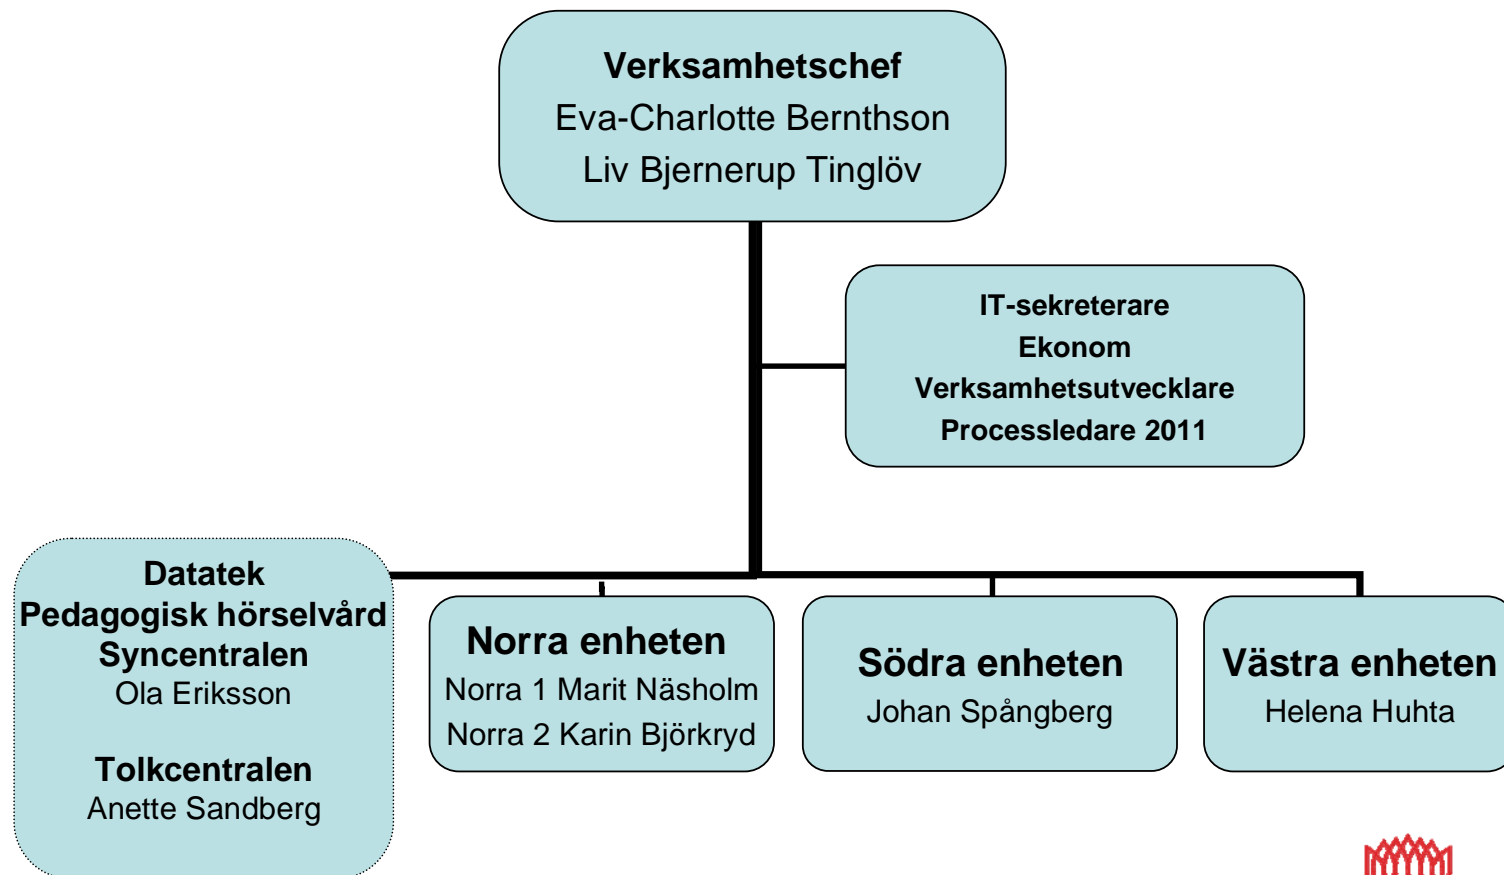 Verksamhetschef
Eva-Charlotte Bernthson
Liv Bjernerup Tinglöv
IT-sekreterare
Ekonom
Verksamhetsutvecklare
Processledare 2011
Datatek
Pedagogisk hörselvård
Syncentralen
Ola Eriksson
Tolkcentralen
Anette Sandberg
Norra enheten
Norra 1 Marit Näsholm
Norra 2 Karin Björkryd
Södra enheten
Johan Spångberg
Västra enheten
Helena Huhta